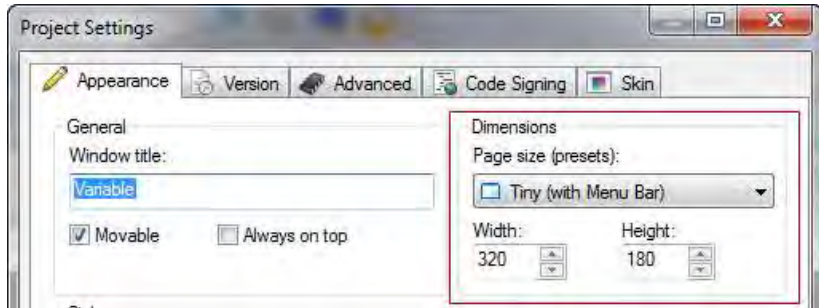 Project Settings
Appearance Version Advanced Code Signing Skin
General
Window title:
Variable
Movable Always on top
Dimensions
Page size (presets):
Tiny (with Menu Bar)
Width: Height:
320 180